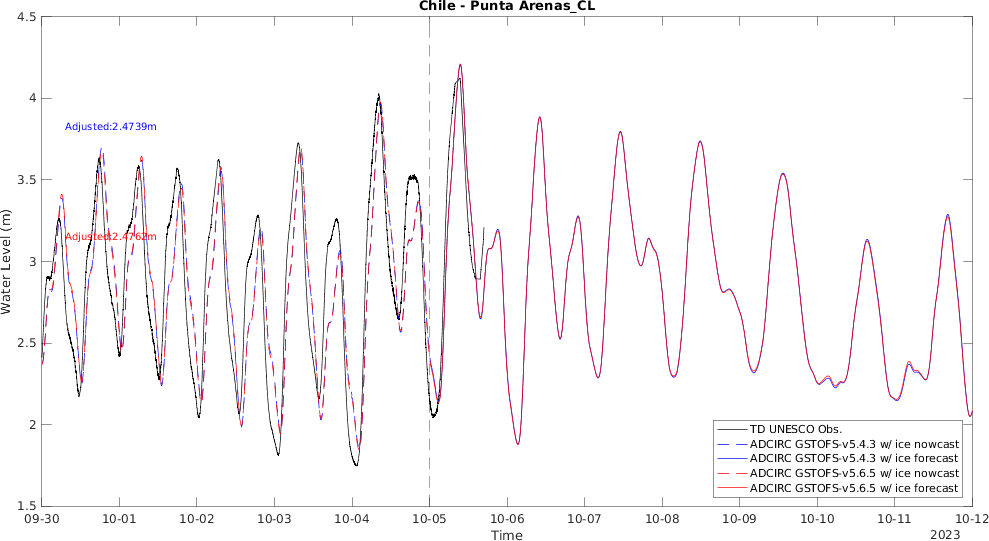 Chile - Punta Arenas_CL
4.5
4
3.5
3
2.5
2
1.5
Water Level (m)
Adjusted:2.4739m
Adjusted:2.4762m
TD UNESCO Obs.
ADCIRC GSTOFS-v5.4.3 w/ ice nowcast
ADCIRC GSTOFS-v5.4.3 w/ ice forecast
ADCIRC GSTOFS-v5.6.5 w/ ice nowcast
ADCIRC GSTOFS-v5.6.5 w/ ice forecast
09-30 10-01 10-02 10-03 10-04 10-05 10-06 10-07 10-08 10-09 10-10 10-11 10-12
Time
2023